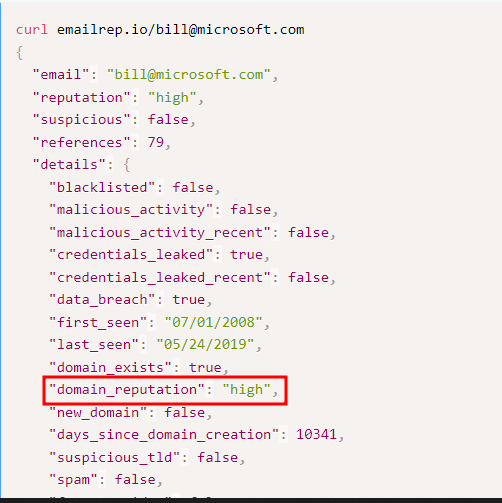 curl emailrep.io/bill@microsoft.com
{
"email": "bill@microsoft.com",
"reputation": "high",
"suspicious": false,
"references": 79,
"details": {
"blacklisted": false,
"malicious_activity": false,
"malicious_activity_recent": false,
"credentials_leaked": true,
"credentials_leaked_recent": false,
"data_breach": true,
"first_seen": "07/01/2008",
"last_seen": "05/24/2019",
"domain_exists": true,
"domain_reputation": "high",
"new_domain": false,
"days_since_domain_creation": 10341,
"suspicious_tld": false,
"spam": false,